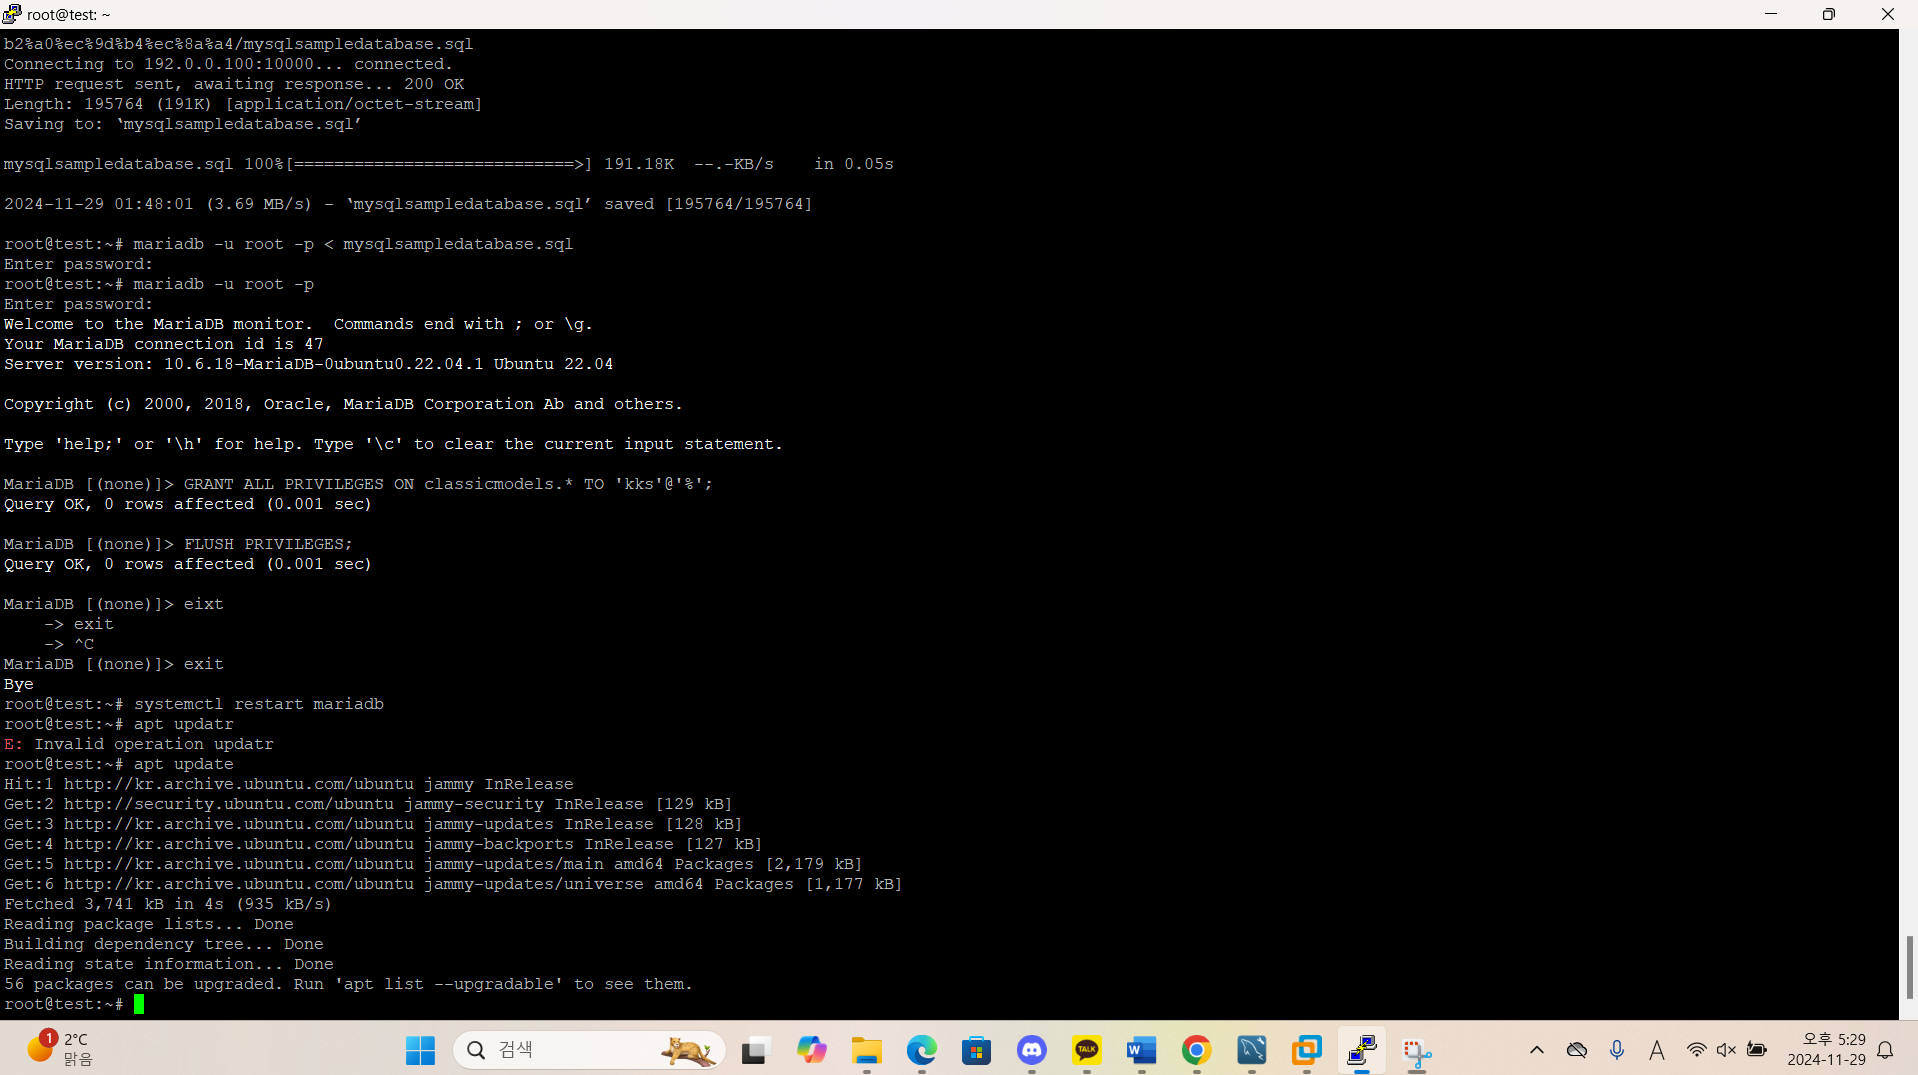 root@test: ~
b2%a0%ec%9d%b4%ec%8a%a4/mysqlsampledatabase.sql
Connecting to 192.0.0.100:10000... connected.
HTTP request sent, awaiting response... 200 OK
Length: 195764 (191K) [application/octet-stream]
Saving to: ‘mysqlsampledatabase.sql’
mysqlsampledatabase.sql 100%[============================>] 191.18K  --.-KB/s    in 0.05s
2024-11-29 01:48:01 (3.69 MB/s) - ‘mysqlsampledatabase.sql’ saved [195764/195764]
root@test:~# mariadb -u root -p < mysqlsampledatabase.sql
Enter password:
root@test:~# mariadb -u root -p
Enter password:
Welcome to the MariaDB monitor.  Commands end with ; or \g.
Your MariaDB connection id is 47
Server version: 10.6.18-MariaDB-0ubuntu0.22.04.1 Ubuntu 22.04
Copyright (c) 2000, 2018, Oracle, MariaDB Corporation Ab and others.
Type 'help;' or '\h' for help. Type '\c' to clear the current input statement.
MariaDB [(none)]> GRANT ALL PRIVILEGES ON classicmodels.* TO 'kks'@'%';
Query OK, 0 rows affected (0.001 sec)
MariaDB [(none)]> FLUSH PRIVILEGES;
Query OK, 0 rows affected (0.001 sec)
MariaDB [(none)]> eixt
    -> exit
    -> ^C
MariaDB [(none)]> exit
Bye
root@test:~# systemctl restart mariadb
root@test:~# apt updatr
E: Invalid operation updatr
root@test:~# apt update
Hit:1 http://kr.archive.ubuntu.com/ubuntu jammy InRelease
Get:2 http://security.ubuntu.com/ubuntu jammy-security InRelease [129 kB]
Get:3 http://kr.archive.ubuntu.com/ubuntu jammy-updates InRelease [128 kB]
Get:4 http://kr.archive.ubuntu.com/ubuntu jammy-backports InRelease [127 kB]
Get:5 http://kr.archive.ubuntu.com/ubuntu jammy-updates/main amd64 Packages [2,179 kB]
Get:6 http://kr.archive.ubuntu.com/ubuntu jammy-updates/universe amd64 Packages [1,177 kB]
Fetched 3,741 kB in 4s (935 kB/s)
Reading package lists... Done
Building dependency tree... Done
Reading state information... Done
56 packages can be upgraded. Run 'apt list --upgradable' to see them.
root@test:~#
1
2°C
맑음
검색
TALK
W
A
오후 5:29
2024-11-29